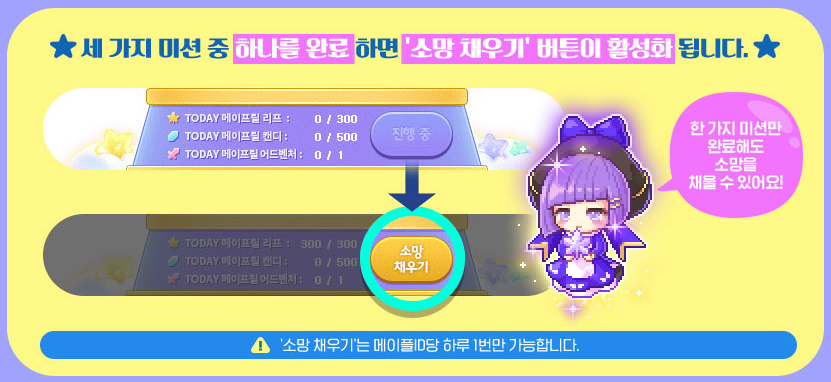 세 가지 미션 중 하나를 완료하면 '소망 채우기' 버튼이 활성화 됩니다.
TODAY 메이프릴 리프 : 0 / 300
TODAY 메이프릴 캔디 : 0 / 500
TODAY 메이프릴 어드벤처 : 0 / 1
진행 중
한 가지 미션만
완료해도
소망을
채울 수 있어요!
TODAY 메이프릴 리프 : 300 / 300
TODAY 메이프릴 캔디 : 0 / 500
TODAY 메이프릴 어드벤처 : 0 / 1
소망
채우기
'소망 채우기'는 메이플ID당 하루 1번만 가능합니다.